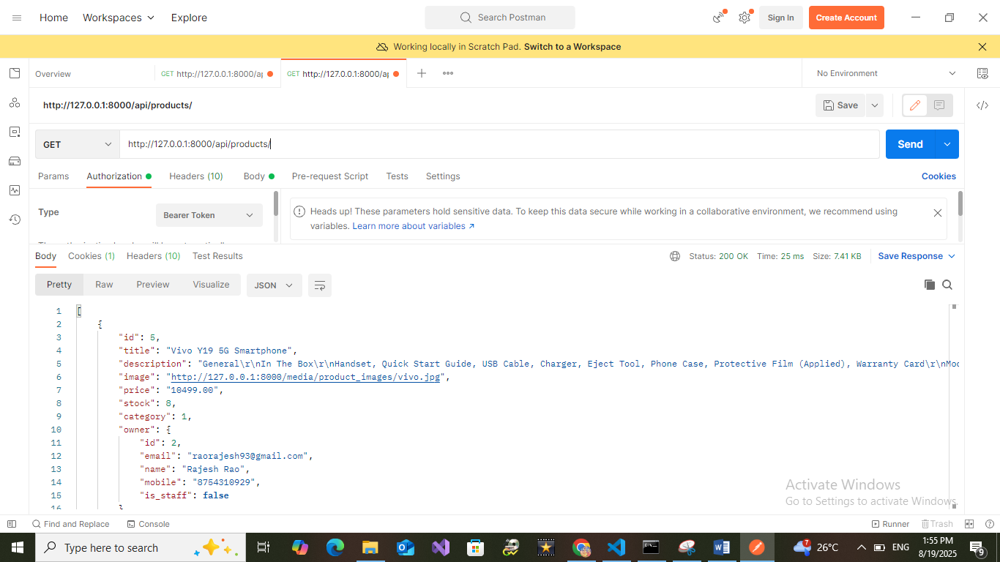 Home Workspaces Explore Search Postman Sign In Create Account
Working locally in Scratch Pad. Switch to a Workspace
Overview GET http://127.0.0.1:8000/ap GET http://127.0.0.1:8000/ap No Environment
http://127.0.0.1:8000/api/products/ Save
GET http://127.0.0.1:8000/api/products/ Send
Params Authorization Headers (10) Body Pre-request Script Tests Settings Cookies
Type Bearer Token
Heads up! These parameters hold sensitive data. To keep this data secure while working in a collaborative environment, we recommend using
variables. Learn more about variables ↗
Body Cookies (1) Headers (10) Test Results Status: 200 OK Time: 25 ms Size: 7.41 KB Save Response
Pretty Raw Preview Visualize JSON
1 [
2 {
3 "id": 5,
4 "title": "Vivo Y19 5G Smartphone",
5 "description": "General\r\nIn The Box\r\nHandset, Quick Start Guide, USB Cable, Charger, Eject Tool, Phone Case, Protective Film (Applied), Warranty Card\r\nMod
6 "image": "http://127.0.0.1:8000/media/product_images/vivo.jpg",
7 "price": "10499.00",
8 "stock": 8,
9 "category": 1,
10 "owner": {
11 "id": 2,
12 "email": "raorajesh93@gmail.com",
13 "name": "Rajesh Rao",
14 "mobile": "8754310929",
15 "is_staff": false
16 }
Activate Windows
Go to Settings to activate Windows.
Find and Replace Console Runner Trash
Type here to search 7 26°C ENG 1:55 PM
8/19/2025 9